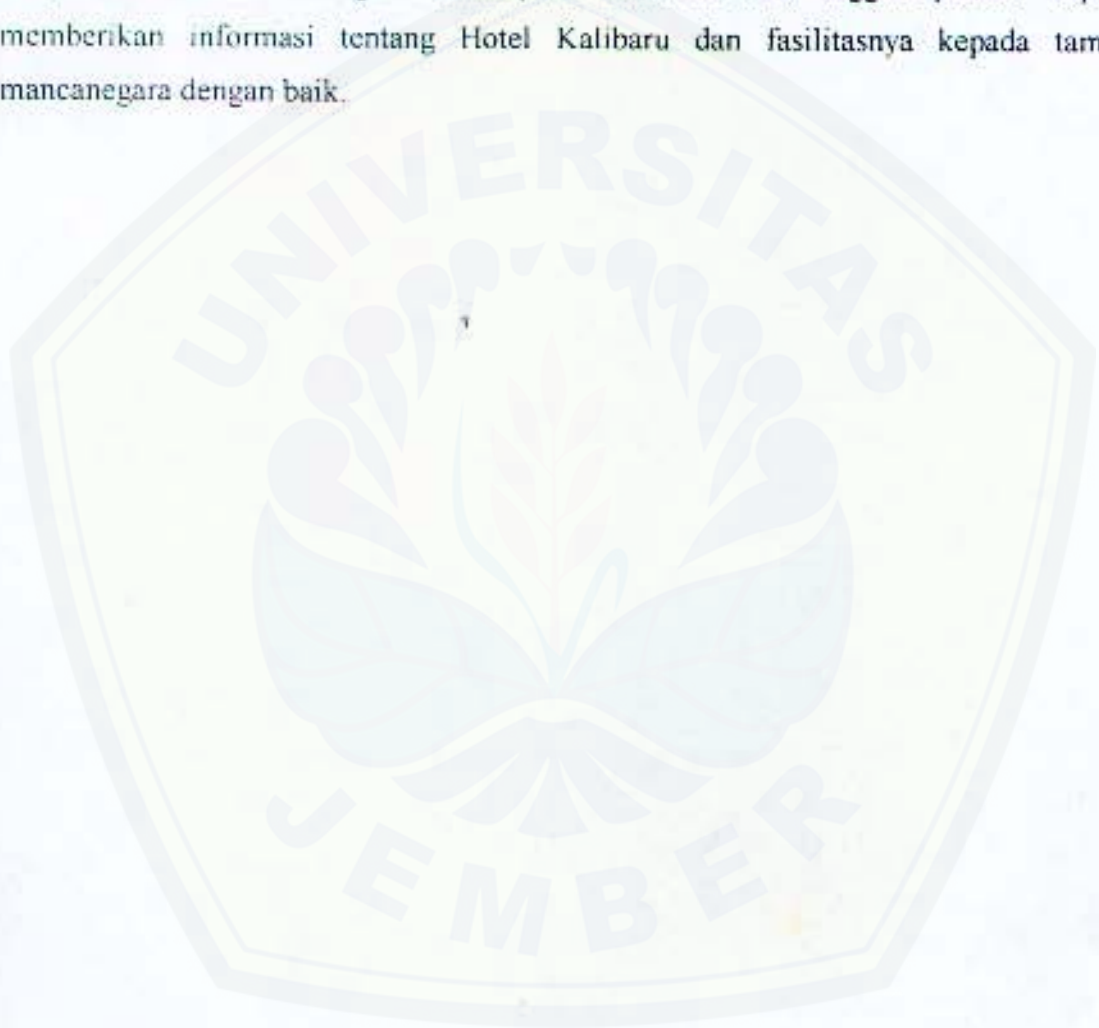 memberikan informasi tentang Hotel Kalibaru dan fasilitasnya kepada tam
mancanegara dengan baik.
UNIVERSITAS
JEMBER